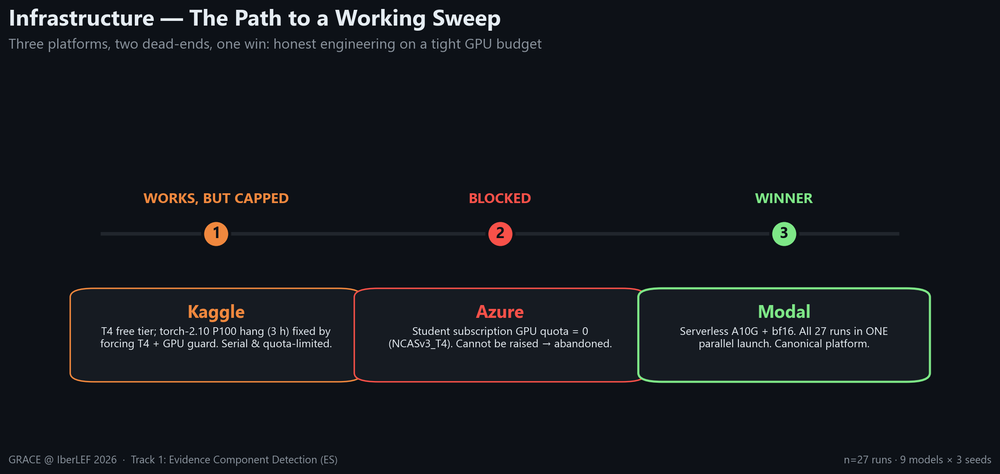 Infrastructure — The Path to a Working Sweep
Three platforms, two dead-ends, one win: honest engineering on a tight GPU budget
WORKS, BUT CAPPED
BLOCKED
WINNER
1
2
3
Kaggle
T4 free tier; torch-2.10 P100 hang (3 h) fixed by
forcing T4 + GPU guard. Serial & quota-limited.
Azure
Student subscription GPU quota = 0
(NCASv3_T4). Cannot be raised → abandoned.
Modal
Serverless A10G + bf16. All 27 runs in ONE
parallel launch. Canonical platform.
GRACE @ IberLEF 2026 · Track 1: Evidence Component Detection (ES)
n=27 runs · 9 models × 3 seeds